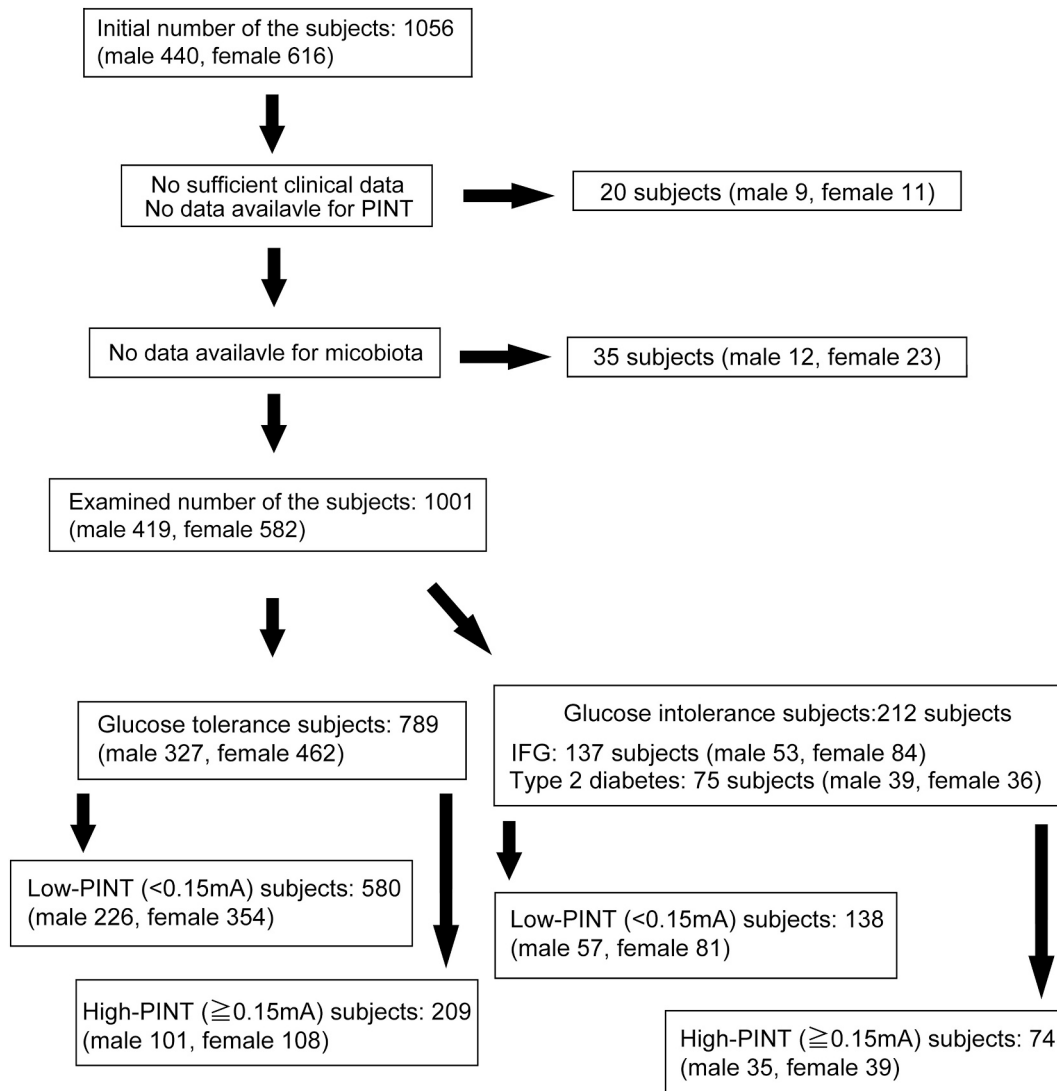 Initial number of the subjects: 1056
(male 440, female 616)
No sufficient clinical data
No data availavle for PINT
20 subjects (male 9, female 11)
No data availavle for micobiota
35 subjects (male 12, female 23)
Examined number of the subjects: 1001
(male 419, female 582)
Glucose tolerance subjects: 789
(male 327, female 462)
Glucose intolerance subjects:212 subjects
IFG: 137 subjects (male 53, female 84)
Type 2 diabetes: 75 subjects (male 39, female 36)
Low-PINT (<0.15mA) subjects: 580
(male 226, female 354)
Low-PINT (<0.15mA) subjects: 138
(male 57, female 81)
High-PINT (≧0.15mA) subjects: 209
(male 101, female 108)
High-PINT (≧0.15mA) subjects: 74
(male 35, female 39)